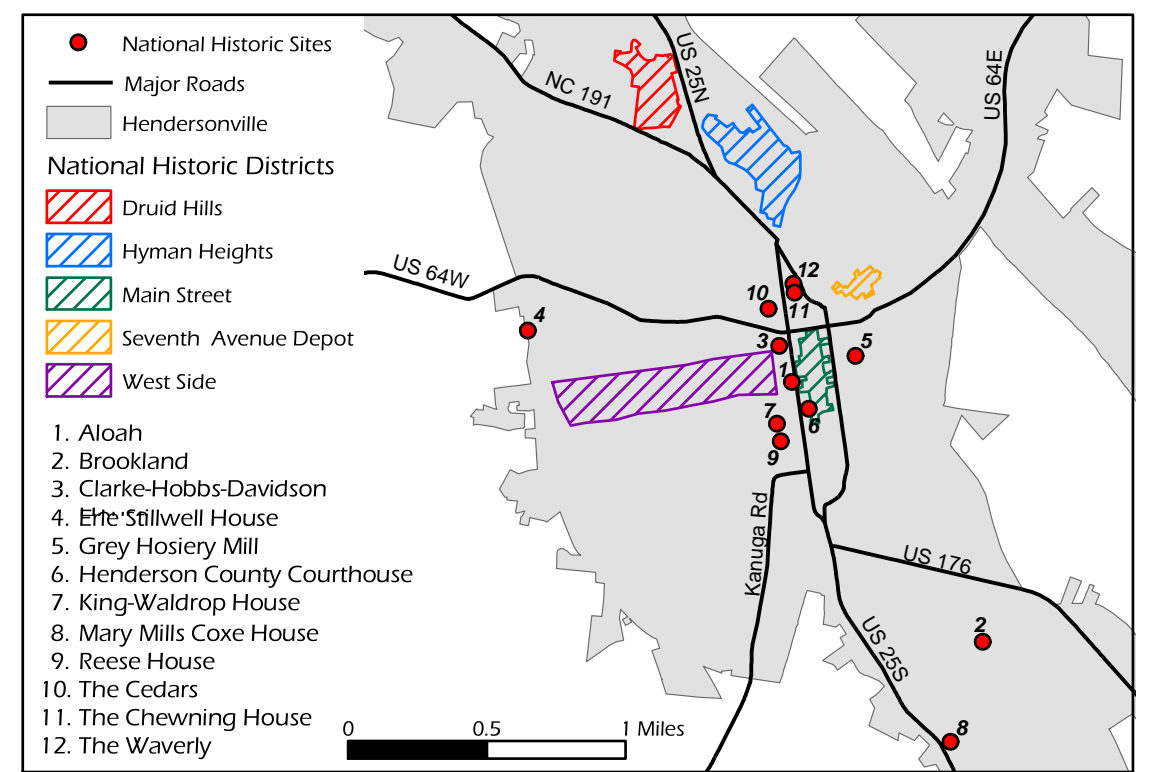 National Historic Sites
Major Roads
Hendersonville
National Historic Districts
Druid Hills
Hyman Heights
Main Street
Seventh Avenue Depot
West Side
1. Aloah
2. Brookland
3. Clarke-Hobbs-Davidson
4. Erle Stillwell House
5. Grey Hosiery Mill
6. Henderson County Courthouse
7. King-Waldrop House
8. Mary Mills Coxe House
9. Reese House
10. The Cedars
11. The Chewning House
12. The Waverly
0 0.5 1 Miles
NC 191
US 25N
US 64E
US 64W
12
11
10
4
3
5
1
6
7
9
Kanuga Rd
US 176
US 25S
2
8